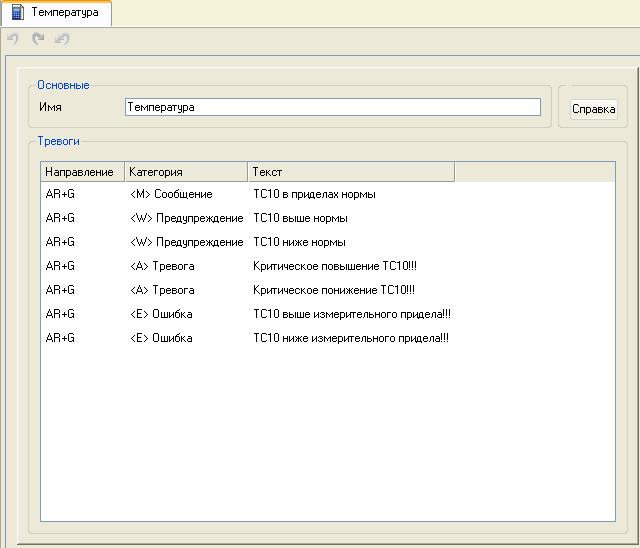 Температура
Основные
Имя Температура Справка
Тревоги
Направление Категория Текст
AR+G <M> Сообщение ТС10 в приделах нормы
AR+G <W> Предупреждение ТС10 выше нормы
AR+G <W> Предупреждение ТС10 ниже нормы
AR+G <A> Тревога Критическое повышение ТС10!!!
AR+G <A> Тревога Критическое понижение ТС10!!!
AR+G <E> Ошибка ТС10 выше измерительного придела!!!
AR+G <E> Ошибка ТС10 ниже измерительного придела!!!